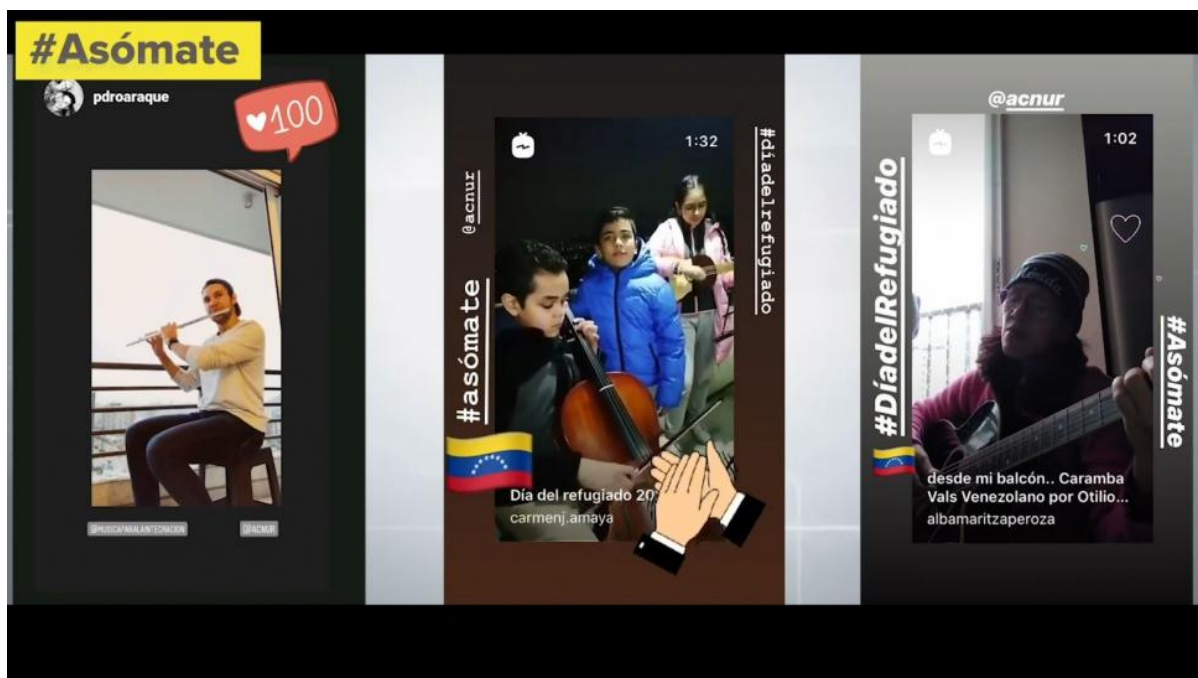 #Asómate
pdroaraque
100
@MUSICAPARALAINTEGRACION
@ACNUR
1:32
@acnur
#asómate
#díadelrefugiado
Día del refugiado 20
carmenj.amaya
@acnur
1:02
#DíadelRefugiado
#Asómate
desde mi balcón.. Caramba
Vals Venezolano por Otilio...
albamaritzaperoza